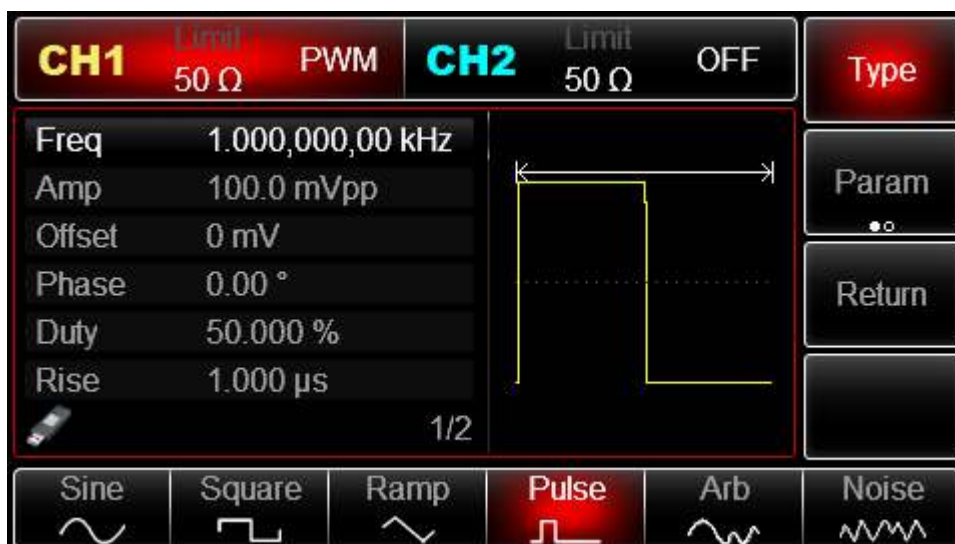 CH1 Limit 50 Ω PWM CH2 Limit 50 Ω OFF Type
Freq 1.000,000,00 kHz
Amp 100.0 mVpp
Offset 0 mV
Phase 0.00 °
Duty 50.000 %
Rise 1.000 µs
1/2
Param
Return
Sine Square Ramp Pulse Arb Noise